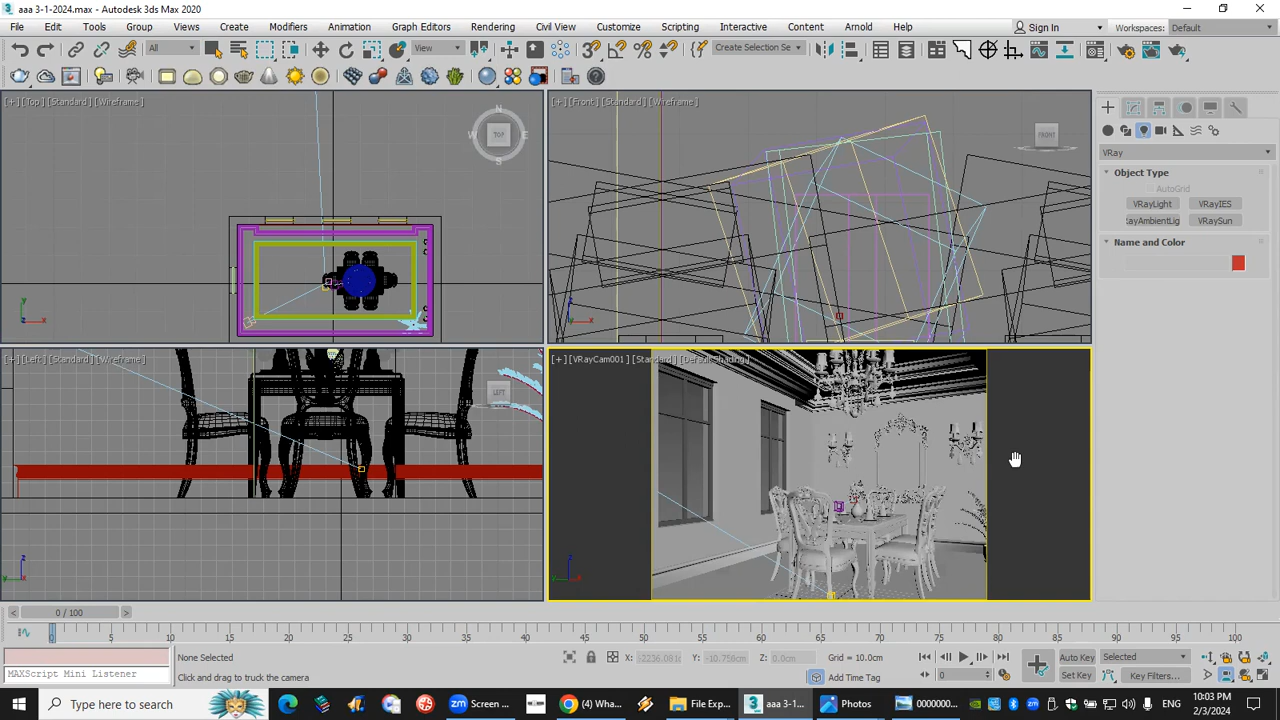 aaa 3-1-2024.max - Autodesk 3ds Max 2020
File Edit Tools Group Views Create Modifiers Animation Graph Editors Rendering Civil View Customize Scripting Interactive Content Arnold Help Sign In Workspaces: Default
All View Create Selection Se
[+] [Top] [Standard] [Wireframe]
N
W TOP E
S
[+] [Front] [Standard] [Wireframe]
FRONT
VRay
Object Type
AutoGrid
VRayLight VRayIES
rayAmbientLig VRaySun
Name and Color
[+] [Left] [Standard] [Wireframe]
LEFT
[+] [VRayCam001] [Standard] [Default Shading]
0 / 100
0 5 10 15 20 25 30 35 40 45 50 55 60 65 70 75 80 85 90 95 100
None Selected
X: Y: -10.759cm Z: 0.0cm Grid = 10.0cm
Auto Key Selected
MAXScript Mini Listener
Click and drag to truck the camera
Add Time Tag
0
Set Key Key Filters...
Type here to search
Screen ...
(4) Wha...
File Exp...
aaa 3-1-...
Photos
0000000...
10:03 PM
2/3/2024